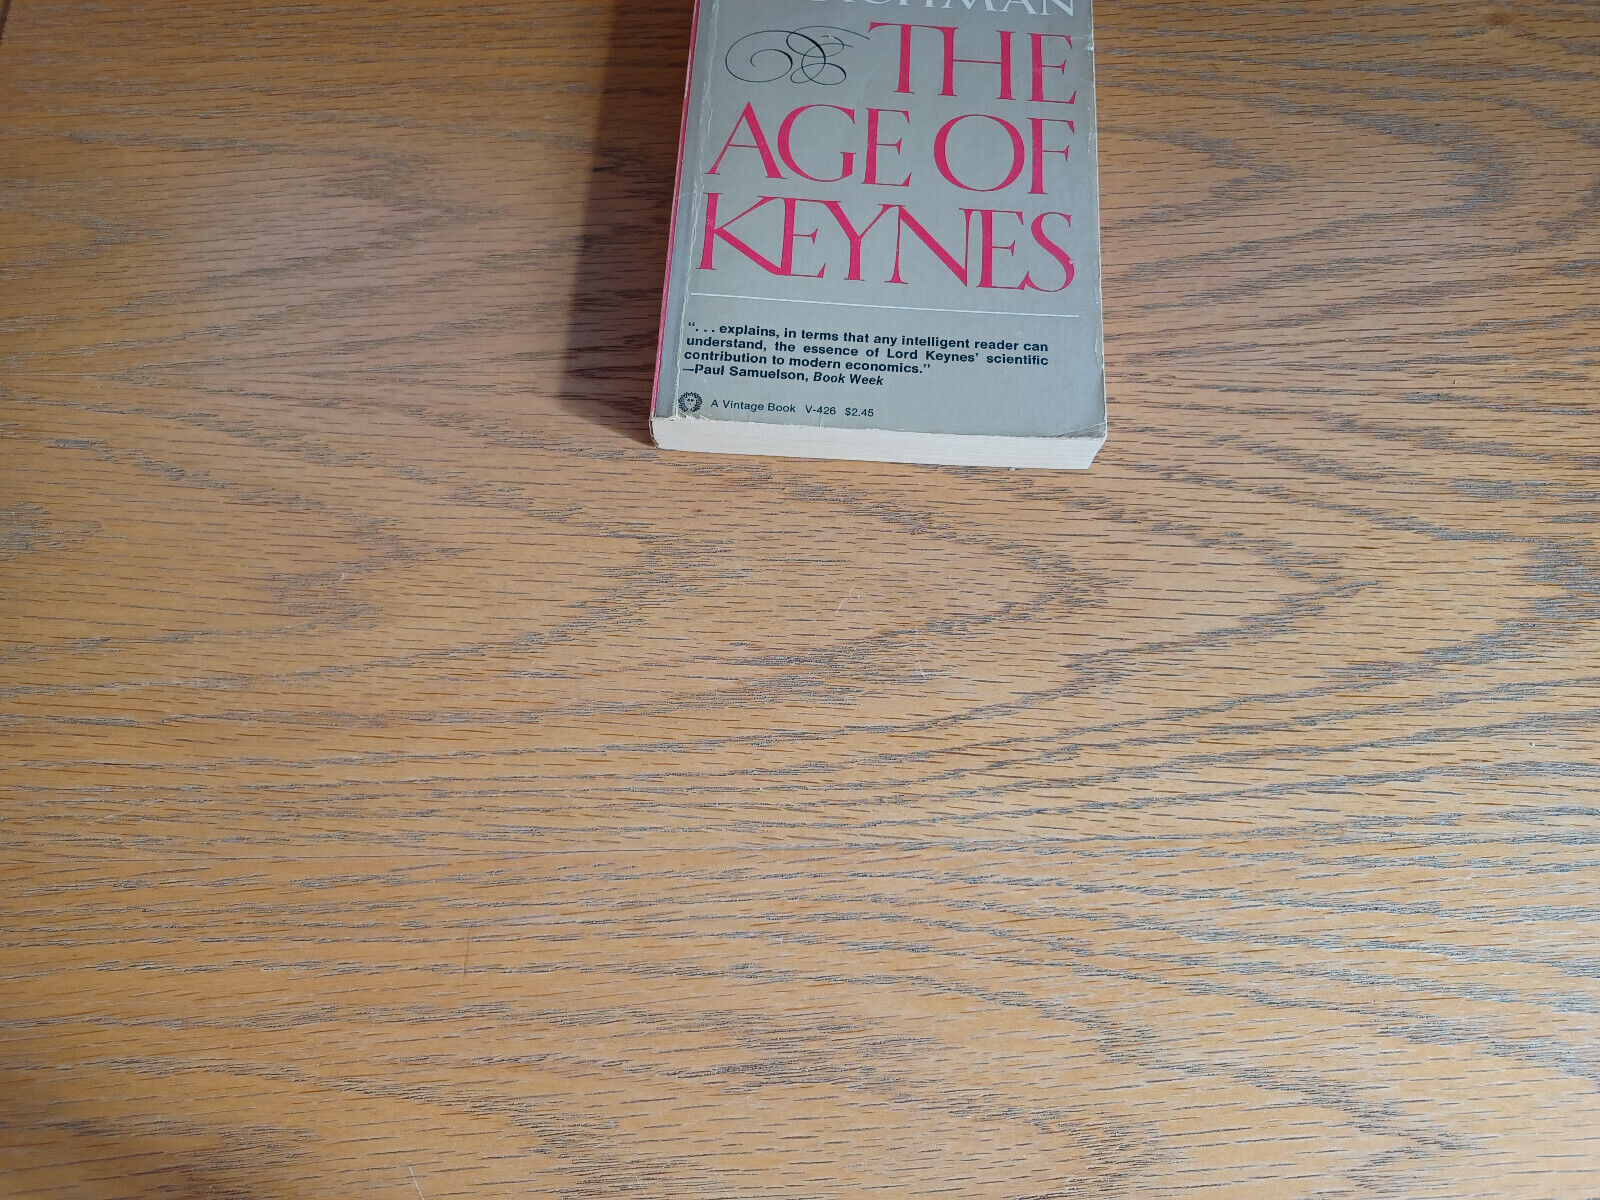 THE
AGE OF
KEYNES
“. . . explains, in terms that any intelligent reader can
understand, the essence of Lord Keynes’ scientific
contribution to modern economics.”
—Paul Samuelson, Book Week
A Vintage Book V-426 $2.45